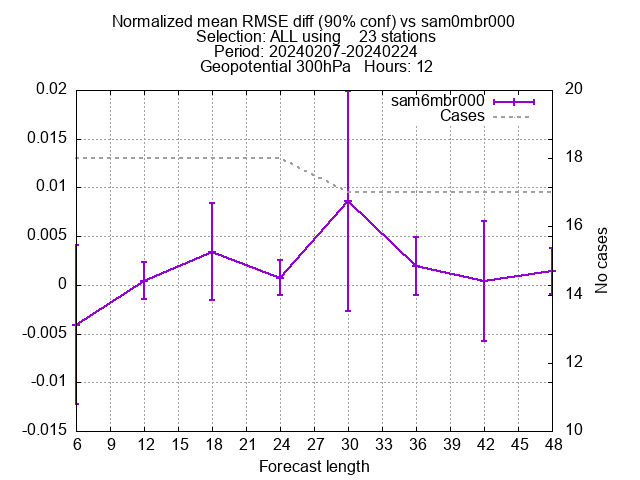 Normalized mean RMSE diff (90% conf) vs sam0mbr000
Selection: ALL using    23 stations
Period: 20240207-20240224
Geopotential 300hPa   Hours: 12
sam6mbr000
Cases
0.02
0.015
0.01
0.005
0
-0.005
-0.01
-0.015
20
18
16
14
12
10
No cases
6 9 12 15 18 21 24 27 30 33 36 39 42 45 48
Forecast length